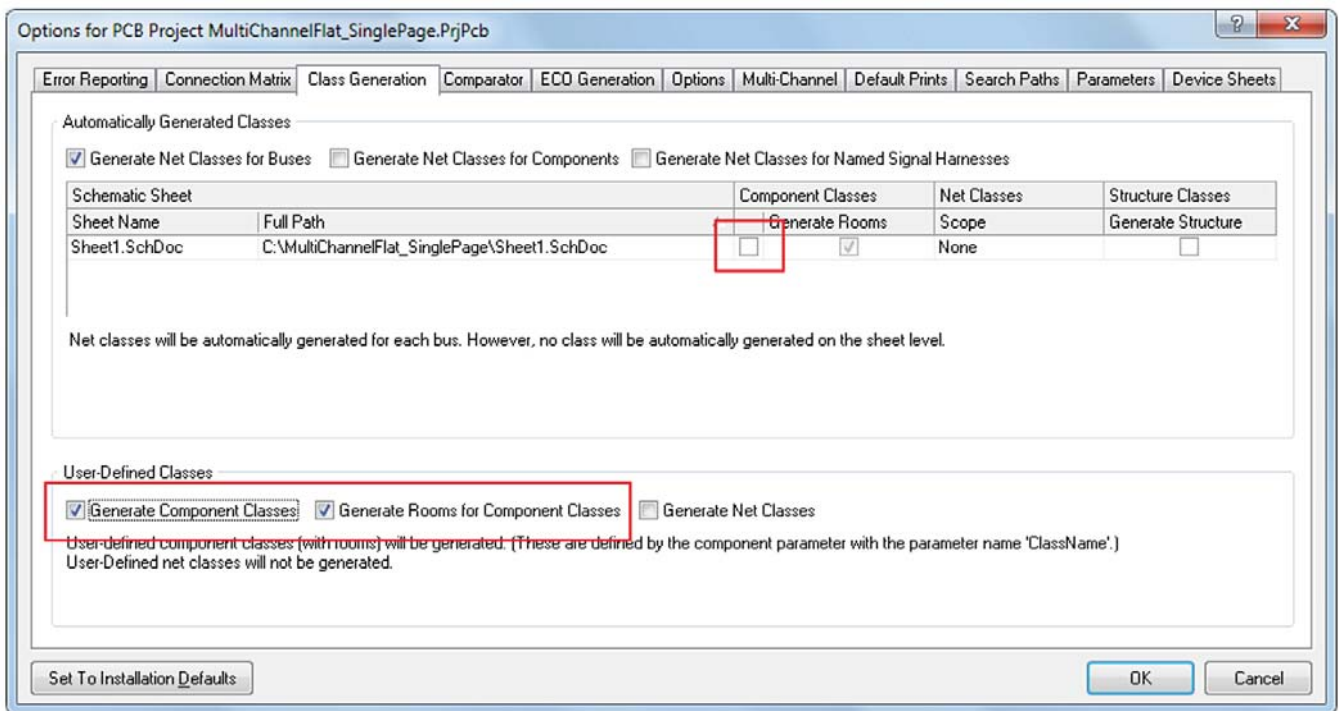 Options for PCB Project MultiChannelFlat_SinglePage.PrjPcb
Error Reporting Connection Matrix Class Generation Comparator ECO Generation Options Multi-Channel Default Prints Search Paths Parameters Device Sheets
Automatically Generated Classes
Generate Net Classes for Buses Generate Net Classes for Components Generate Net Classes for Named Signal Harnesses
Schematic Sheet Component Classes Net Classes Structure Classes
Sheet Name Full Path Generate Rooms Scope Generate Structure
Sheet1.SchDoc C:\MultiChannelFlat_SinglePage\Sheet1.SchDoc None
Net classes will be automatically generated for each bus. However, no class will be automatically generated on the sheet level.
User-Defined Classes
Generate Component Classes Generate Rooms for Component Classes Generate Net Classes
User-defined component classes (with rooms) will be generated. (These are defined by the component parameter with the parameter name 'ClassName'.)
User-Defined net classes will not be generated.
Set To Installation Defaults OK Cancel